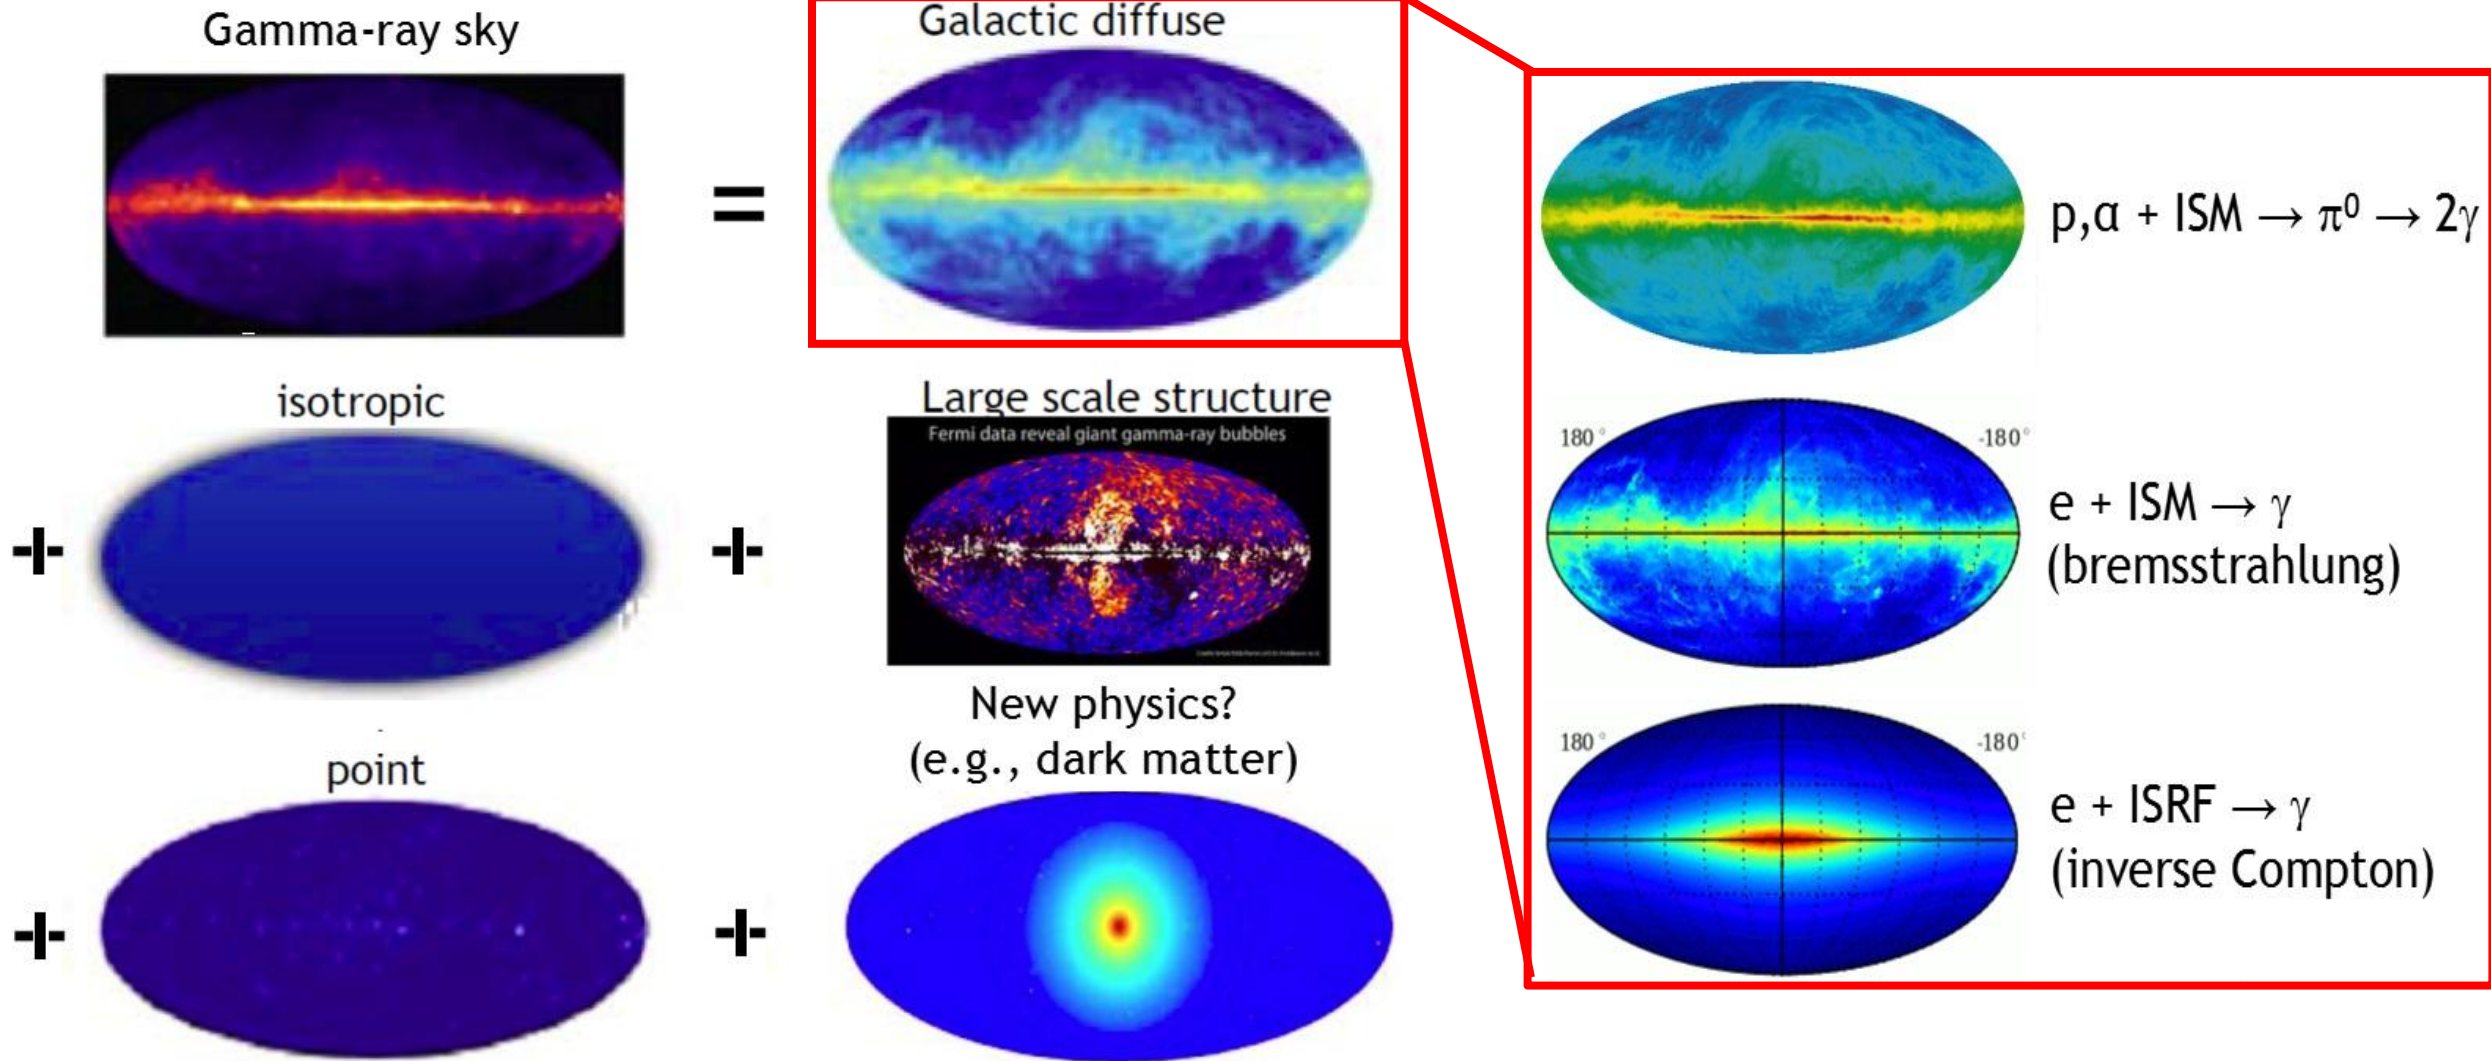 Gamma-ray sky
=
Galactic diffuse
p,α + ISM → π⁰ → 2γ
+
isotropic
+
Large scale structure
Fermi data reveal giant gamma-ray bubbles
180°
-180°
e + ISM → γ
(bremsstrahlung)
+
point
+
New physics?
(e.g., dark matter)
180°
-180°
e + ISRF → γ
(inverse Compton)